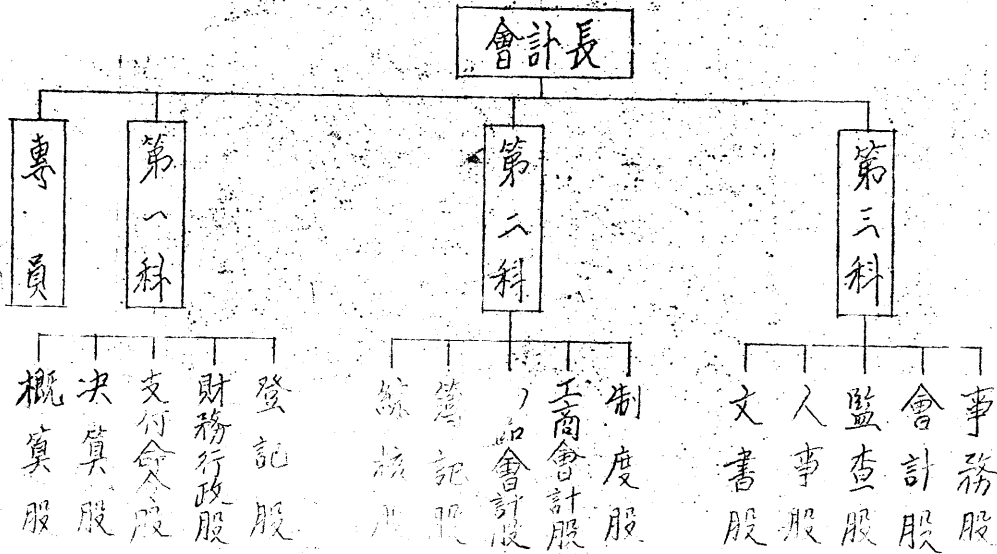 會計長
專員
第一科
第二科
第三科
概算股
決算股
支付命令股
財務行政股
登記股
綜核股
簿記股
會計股
工商會計股
制度股
文書股
人事股
監查股
會計股
事務股